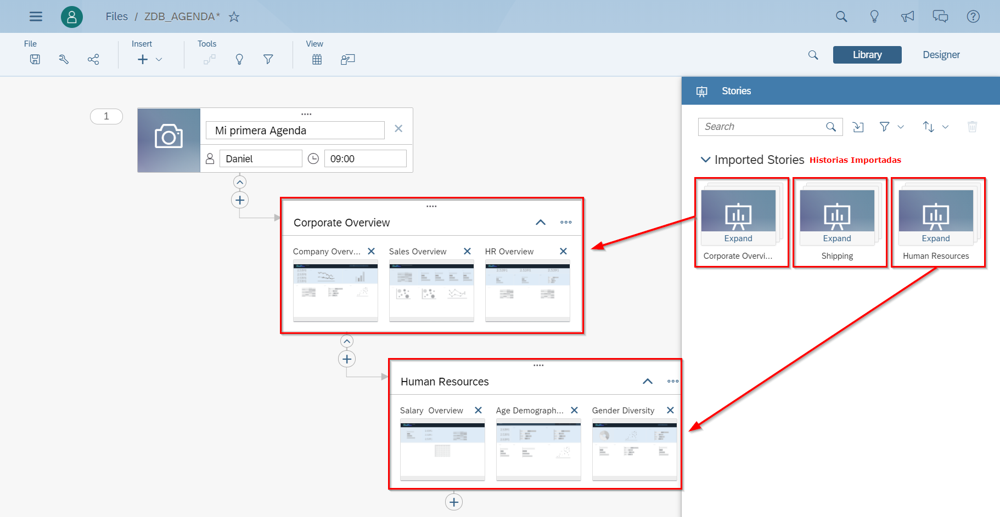 Files / ZDB_AGENDA*
File
Insert
Tools
View
Library
Designer
Stories
1
Mi primera Agenda
Daniel
09:00
Search
Imported Stories
Historias Importadas
Expand
Expand
Expand
Corporate Overvi...
Shipping
Human Resources
Corporate Overview
Company Overv...
Sales Overview
HR Overview
Human Resources
Salary Overview
Age Demograph...
Gender Diversity